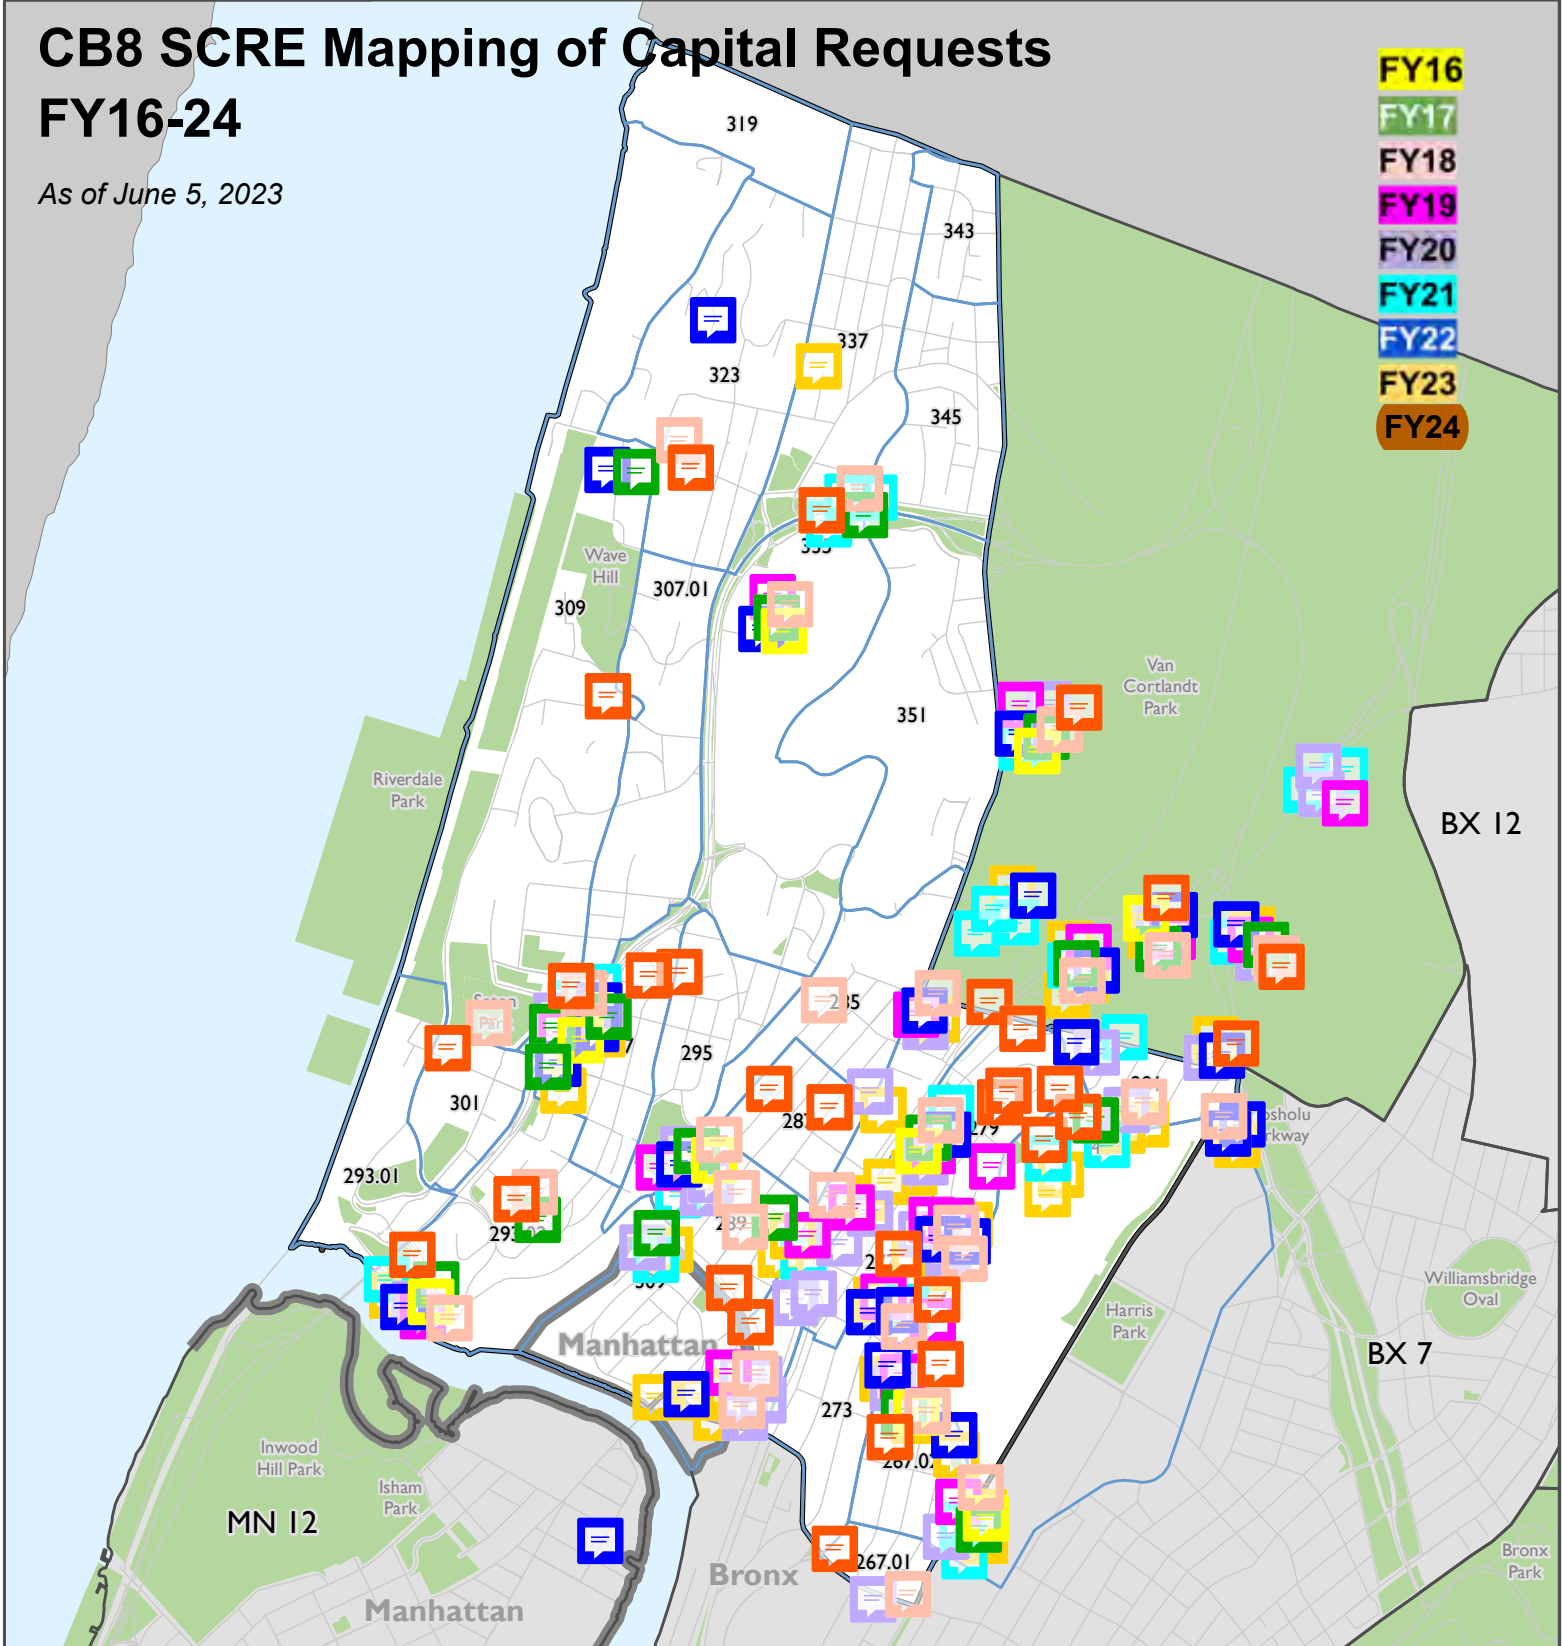 CB8 SCRE Mapping of Capital Requests
FY16-24
As of June 5, 2023
FY16
FY17
FY18
FY19
FY20
FY21
FY22
FY23
FY24
319
343
337
323
345
Wave
Hill
307.01
309
351
Van
Cortlandt
Park
Riverdale
Park
BX 12
295
301
293.01
273
267.01
Manhattan
Harris
Park
Williamsbridge
Oval
BX 7
Inwood
Hill Park
Isham
Park
MN 12
Bronx
Manhattan
Bronx
Park